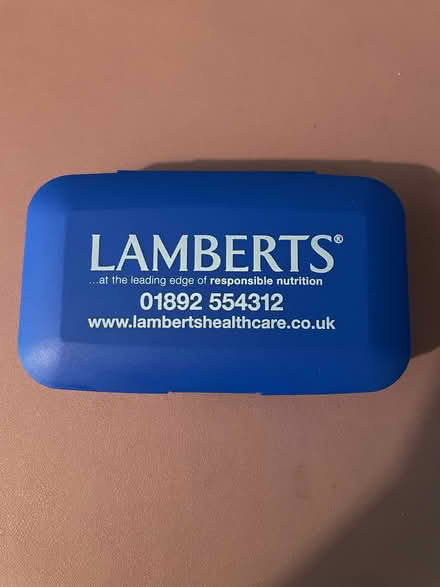 LAMBERTS®
...at the leading edge of responsible nutrition
01892 554312
www.lambertshealthcare.co.uk